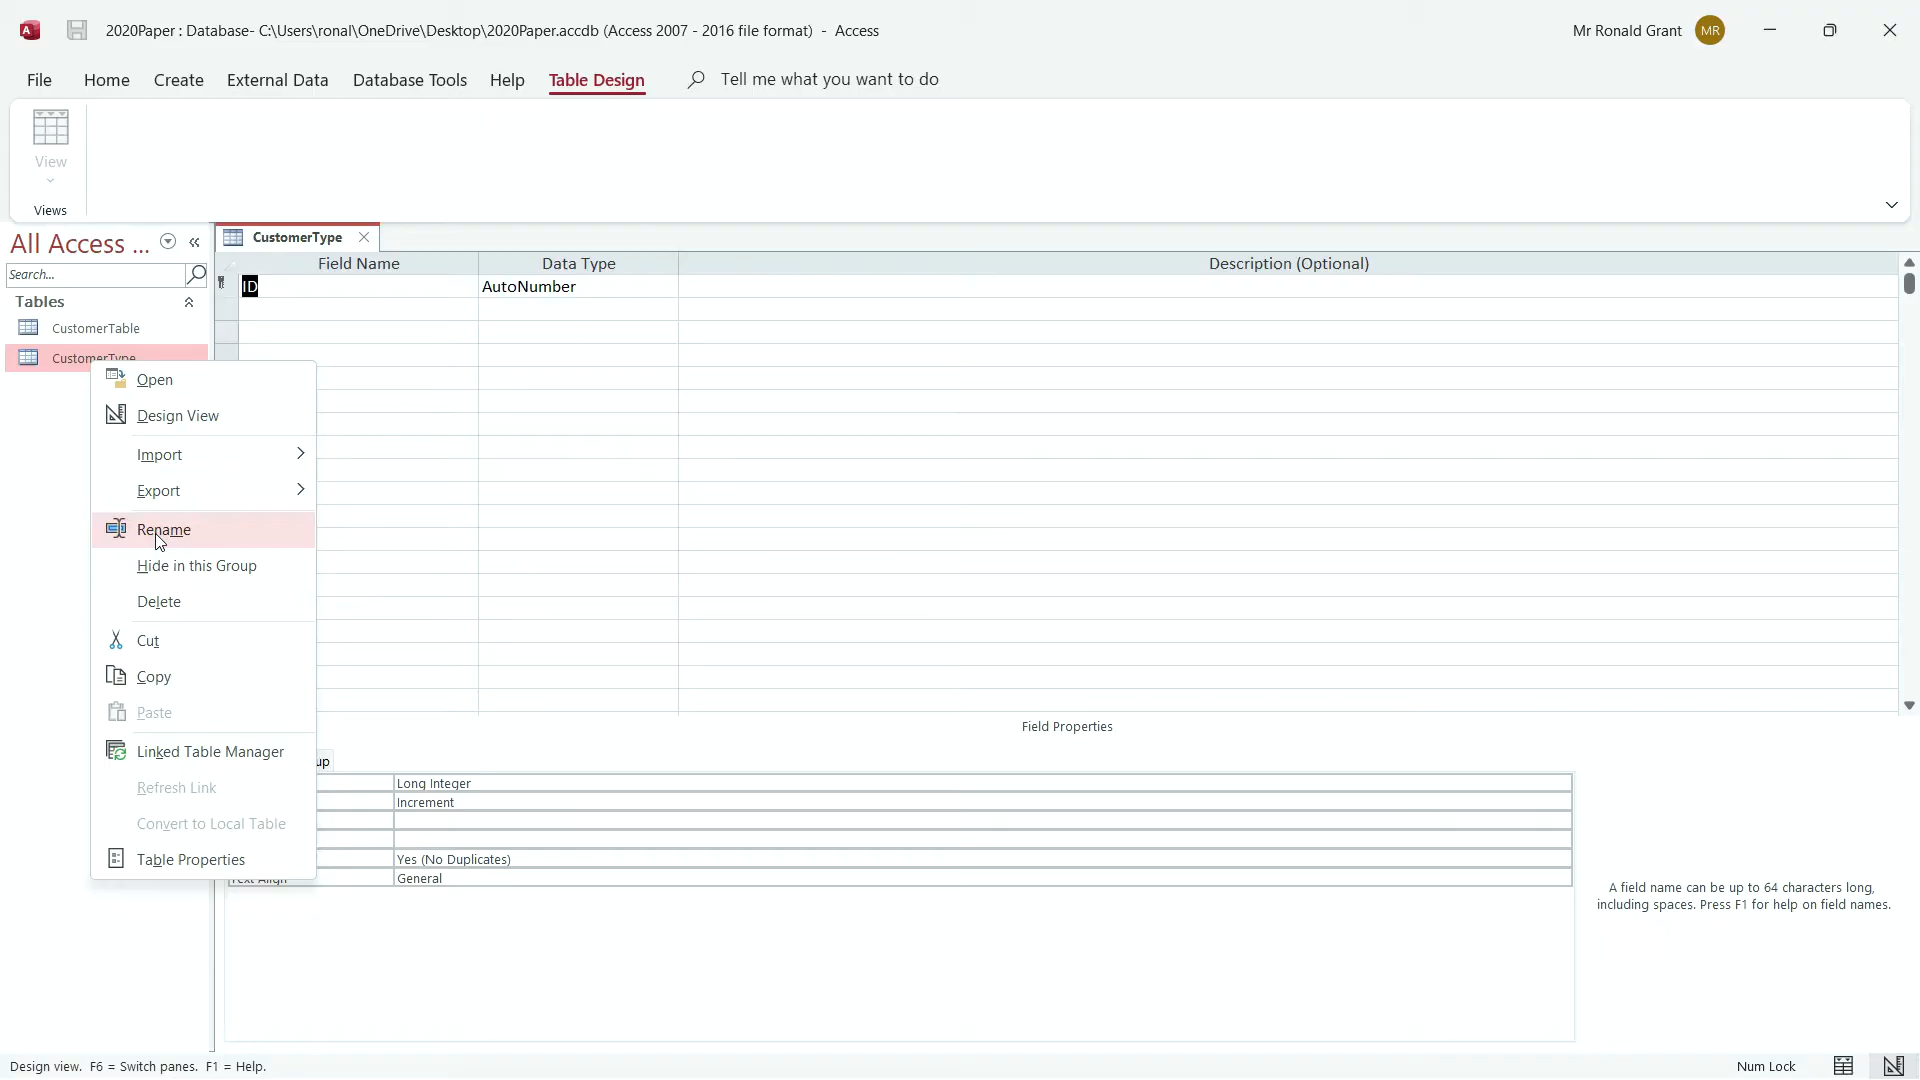 A 2020Paper : Database- C:\Users\ronal\OneDrive\Desktop\2020Paper.accdb (Access 2007 - 2016 file format) - Access
Mr Ronald Grant MR
File Home Create External Data Database Tools Help Table Design Tell me what you want to do
View
Views
All Access ...
Search...
Tables
CustomerTable
CustomerType
CustomerType
Field Name Data Type Description (Optional)
ID AutoNumber
Open
Design View
Import
Export
Rename
Hide in this Group
Delete
Cut
Copy
Paste
Linked Table Manager
Refresh Link
Convert to Local Table
Table Properties
Field Properties
up
Long Integer
Increment
Yes (No Duplicates)
Text Align General
A field name can be up to 64 characters long,
including spaces. Press F1 for help on field names.
Design view. F6 = Switch panes. F1 = Help.
Num Lock